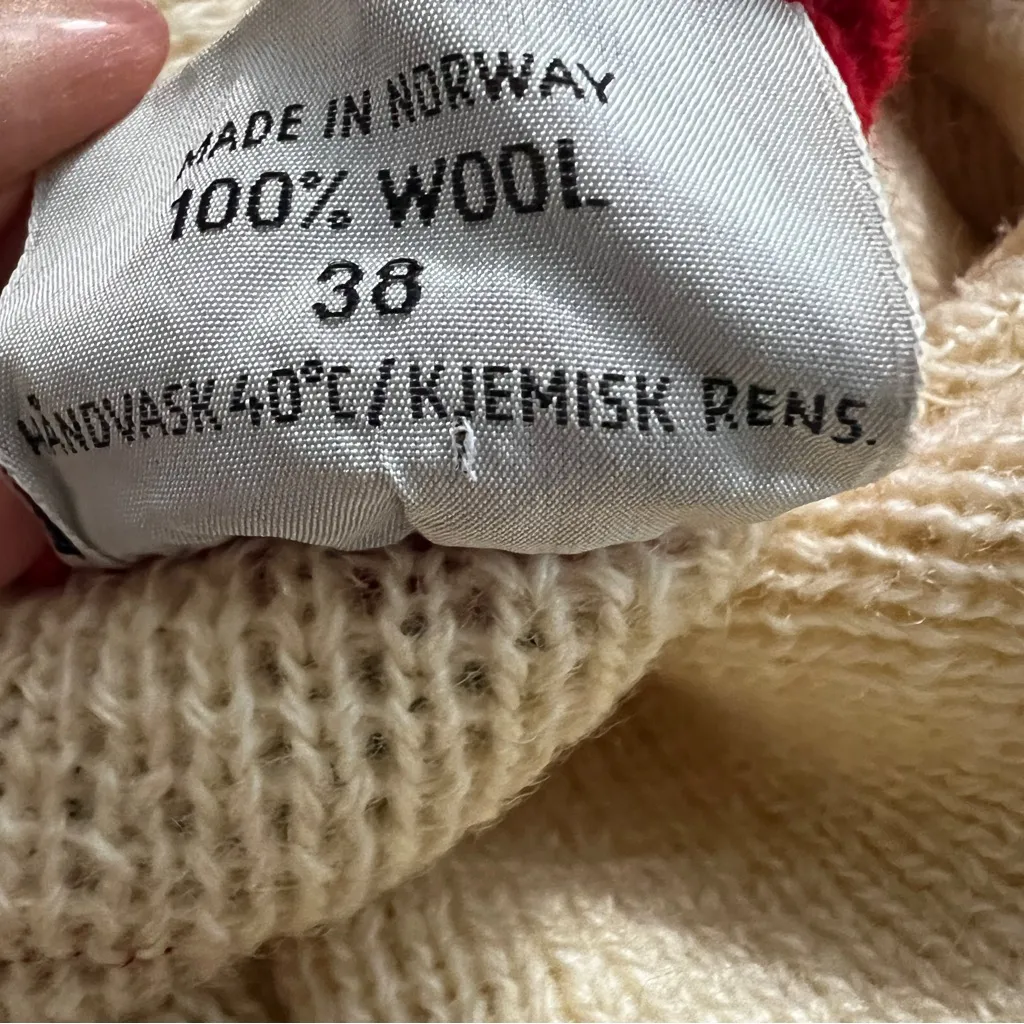 MADE IN NORWAY
100% WOOL
38
HÅNDVASK 40°C/KJEMISK RENS.